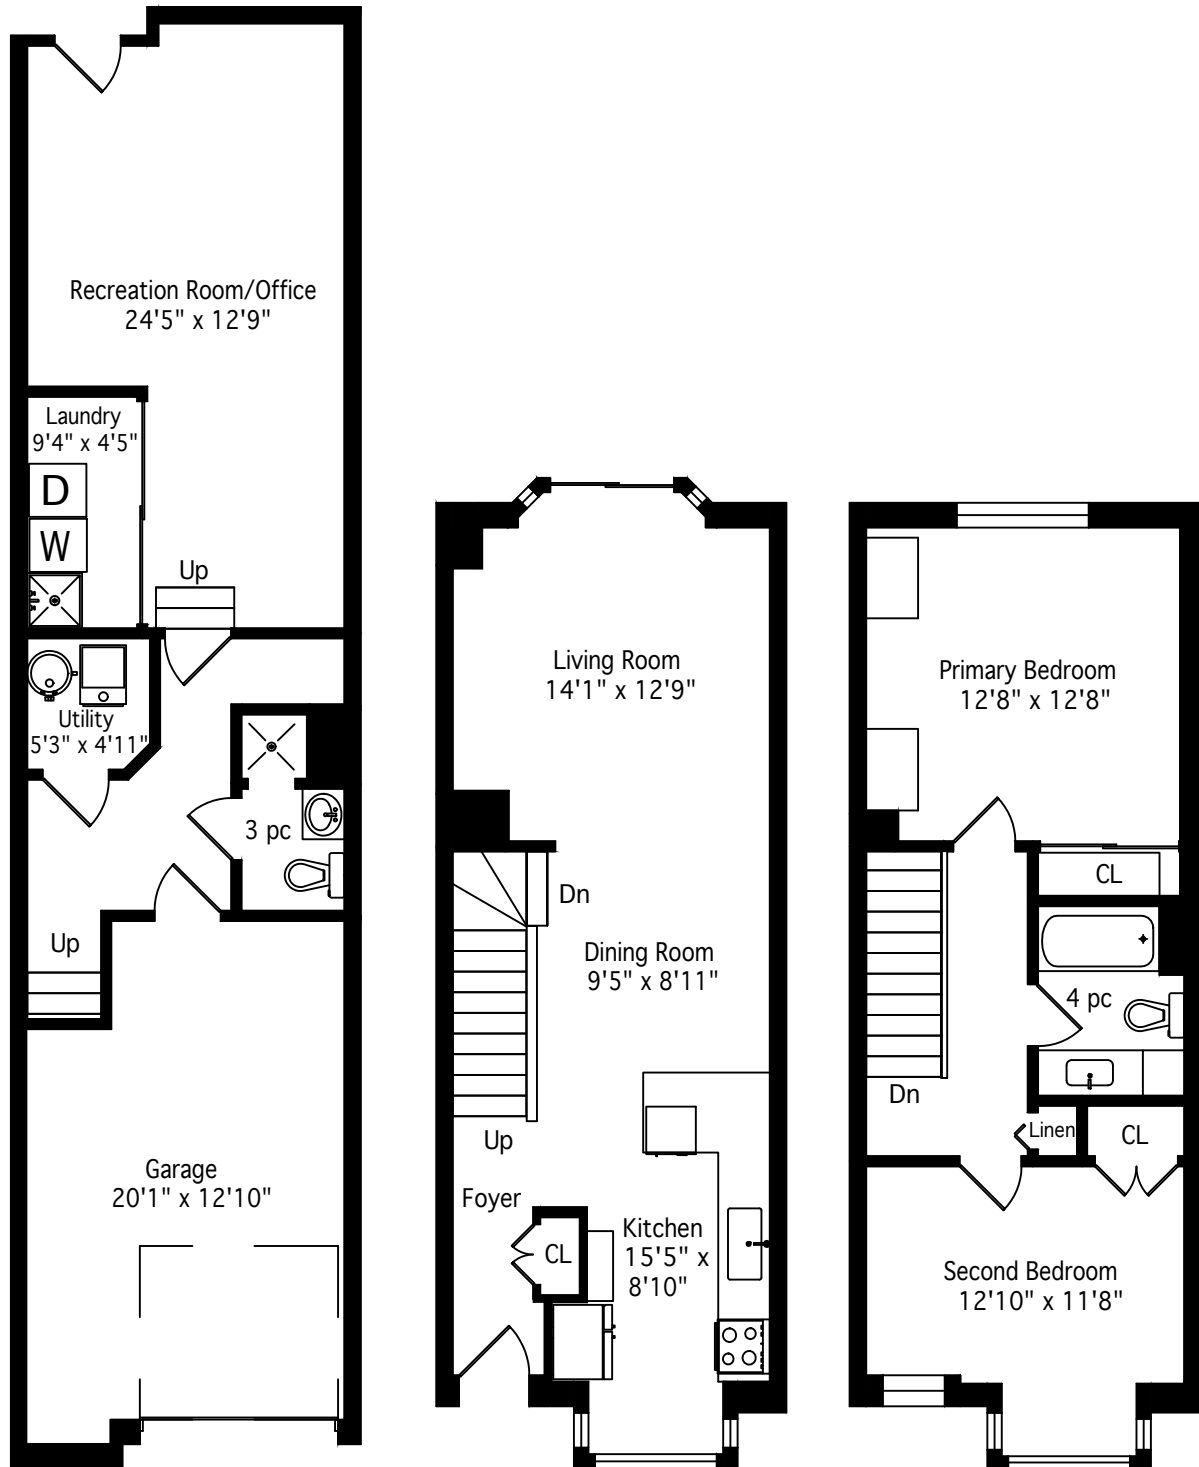 Recreation Room/Office
24'5" x 12'9"
Laundry
9'4" x 4'5"
D
W
Up
Utility
5'3" x 4'11"
3 pc
Up
Garage
20'1" x 12'10"
Living Room
14'1" x 12'9"
Dn
Dining Room
9'5" x 8'11"
Up
Foyer
CL
Kitchen
15'5" x
8'10"
Primary Bedroom
12'8" x 12'8"
CL
4 pc
Dn
Linen
CL
Second Bedroom
12'10" x 11'8"